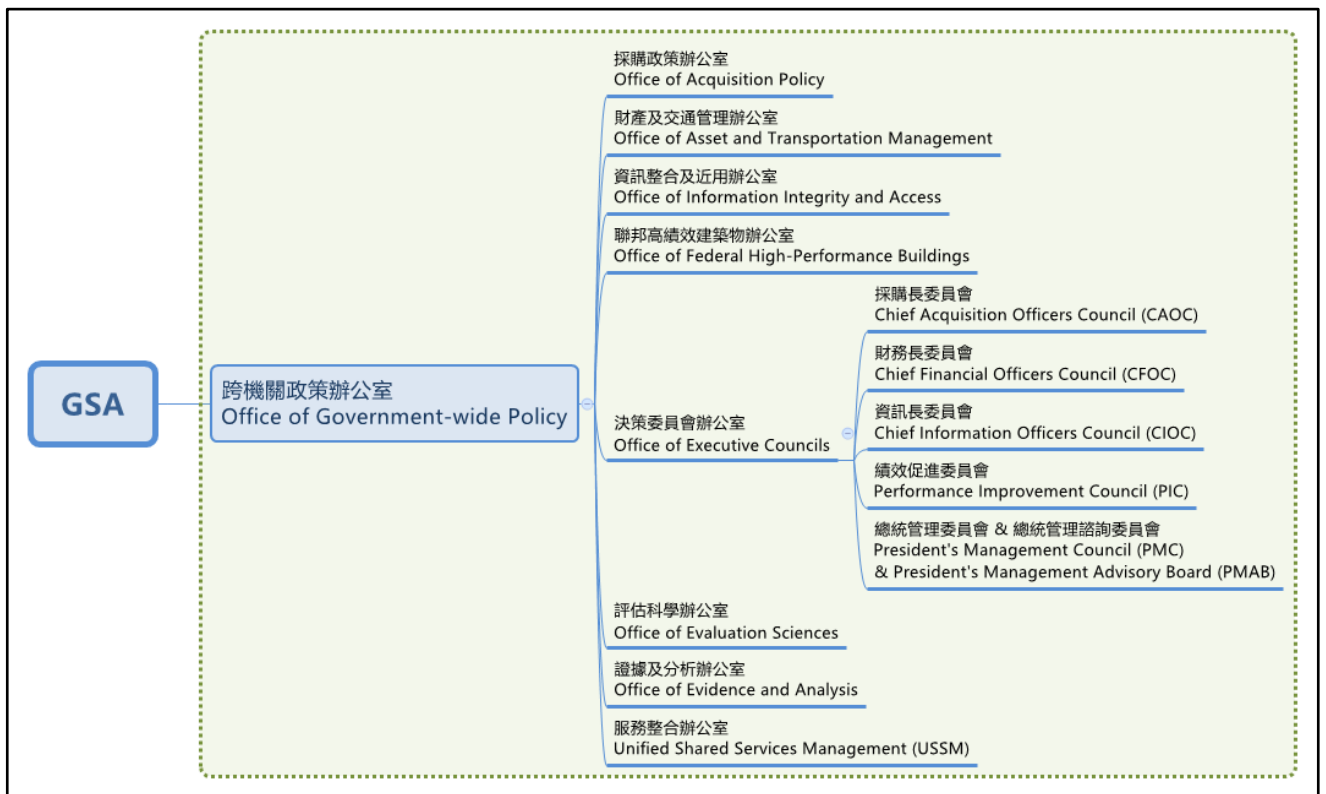 GSA
跨機關政策辦公室
Office of Government-wide Policy
採購政策辦公室
Office of Acquisition Policy
財產及交通管理辦公室
Office of Asset and Transportation Management
資訊整合及近用辦公室
Office of Information Integrity and Access
聯邦高績效建築物辦公室
Office of Federal High-Performance Buildings
決策委員會辦公室
Office of Executive Councils
採購長委員會
Chief Acquisition Officers Council (CAOC)
財務長委員會
Chief Financial Officers Council (CFOC)
資訊長委員會
Chief Information Officers Council (CIOC)
績效促進委員會
Performance Improvement Council (PIC)
總統管理委員會 & 總統管理諮詢委員會
President's Management Council (PMC)
& President's Management Advisory Board (PMAB)
評估科學辦公室
Office of Evaluation Sciences
證據及分析辦公室
Office of Evidence and Analysis
服務整合辦公室
Unified Shared Services Management (USSM)